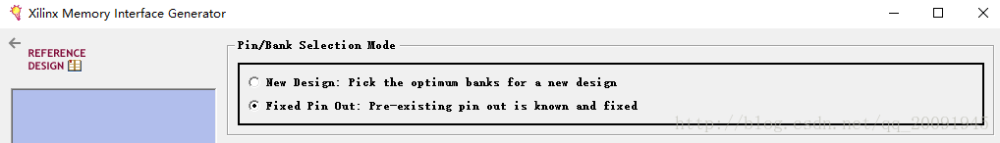 Xilinx Memory Interface Generator
REFERENCE
DESIGN
Pin/Bank Selection Mode
New Design: Pick the optimum banks for a new design
Fixed Pin Out: Pre-existing pin out is known and fixed
http://blog.csdn.net/qq_20091945